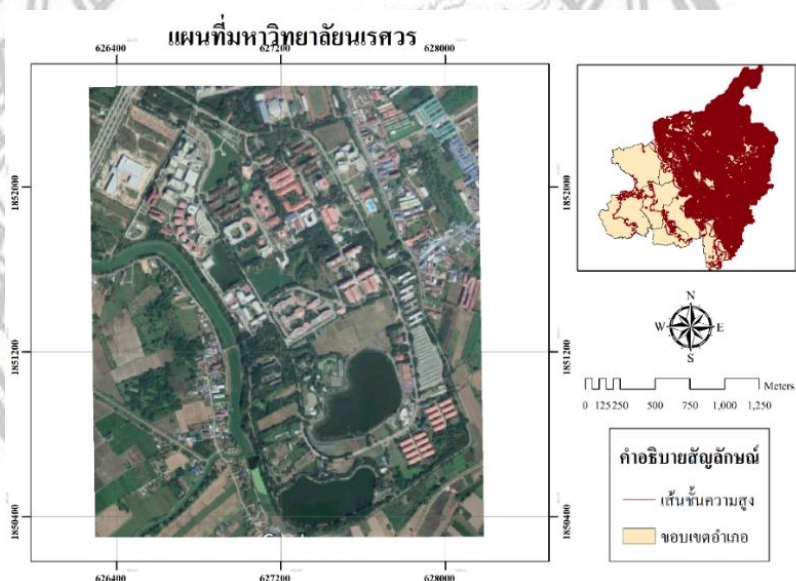 แผนที่มหาวิทยาลัยนเรศวร
626400 627200 628000
1852000 1852000
1851200 1851200
1850400 1850400
626400 627200 628000
N
W E
S
Meters
0 125 250 500 750 1,000 1,250
คำอธิบายสัญลักษณ์
เส้นชั้นความสูง
ขอบเขตอำเภอ